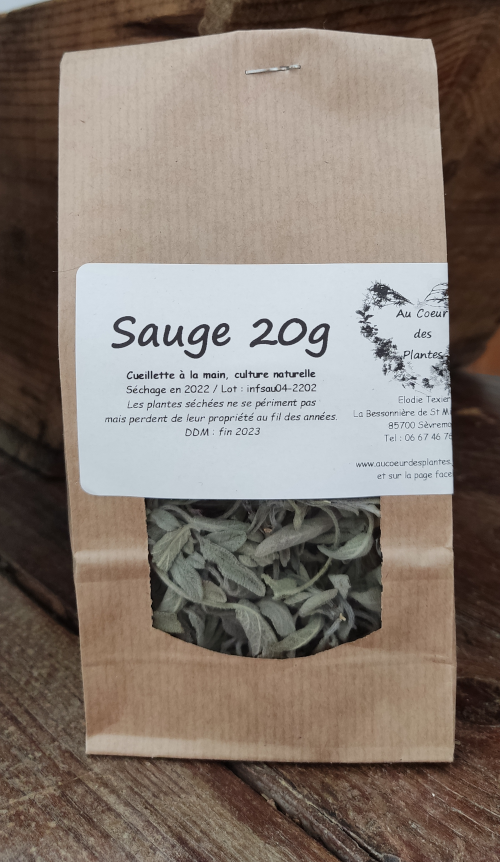 Sauge 20g
Cueillette à la main, culture naturelle
Séchage en 2022 / Lot : infsau04-2202
Les plantes séchées ne se périment pas
mais perdent de leur propriété au fil des années.
DDM : fin 2023
Au Coeur
des
Plantes
Elodie Texier
La Bessonnière de St
85700 Sèvremo
Tel : 06 67 46 76
www.aucoeurdesplantes.
et sur la page face